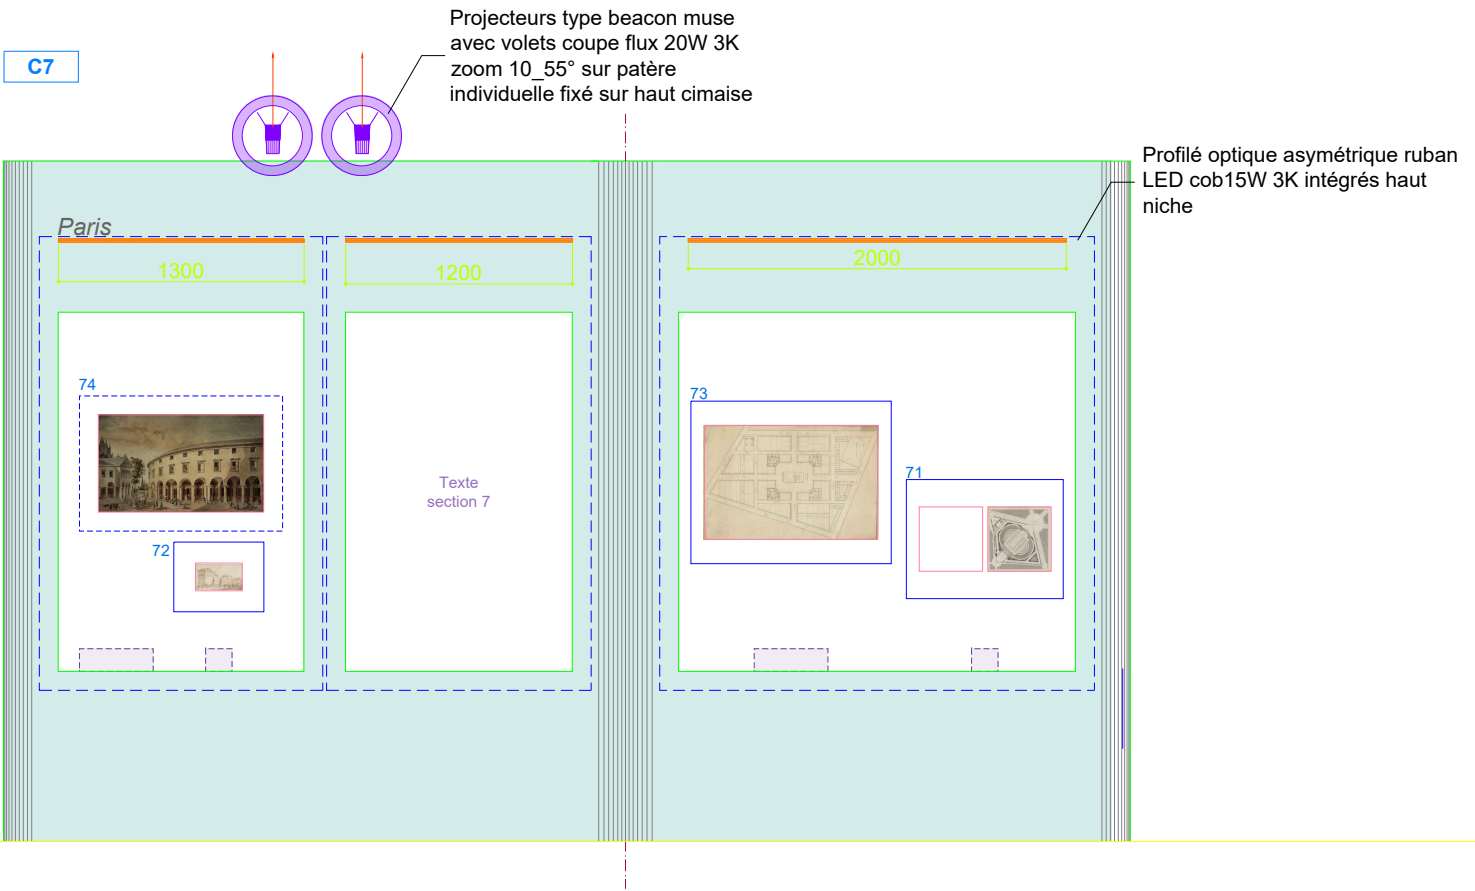 Projecteurs type beacon muse
avec volets coupe flux 20W 3K
zoom 10_55° sur patère
individuelle fixé sur haut cimaise
C7
Profilé optique asymétrique ruban
LED cob15W 3K intégrés haut
niche
Paris
1300
1200
2000
74
73
71
72
Texte
section 7